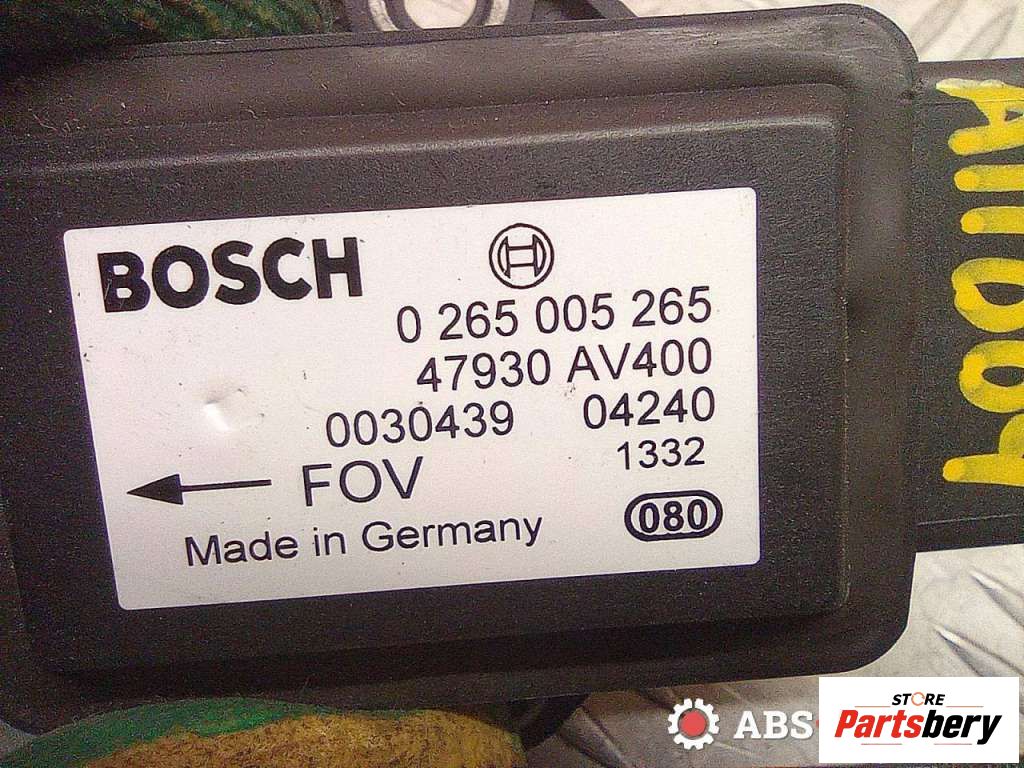 BOSCH
0 265 005 265
47930 AV400
0030439 04240
1332
FOV
Made in Germany
080
ABS
STORE
Partsbery